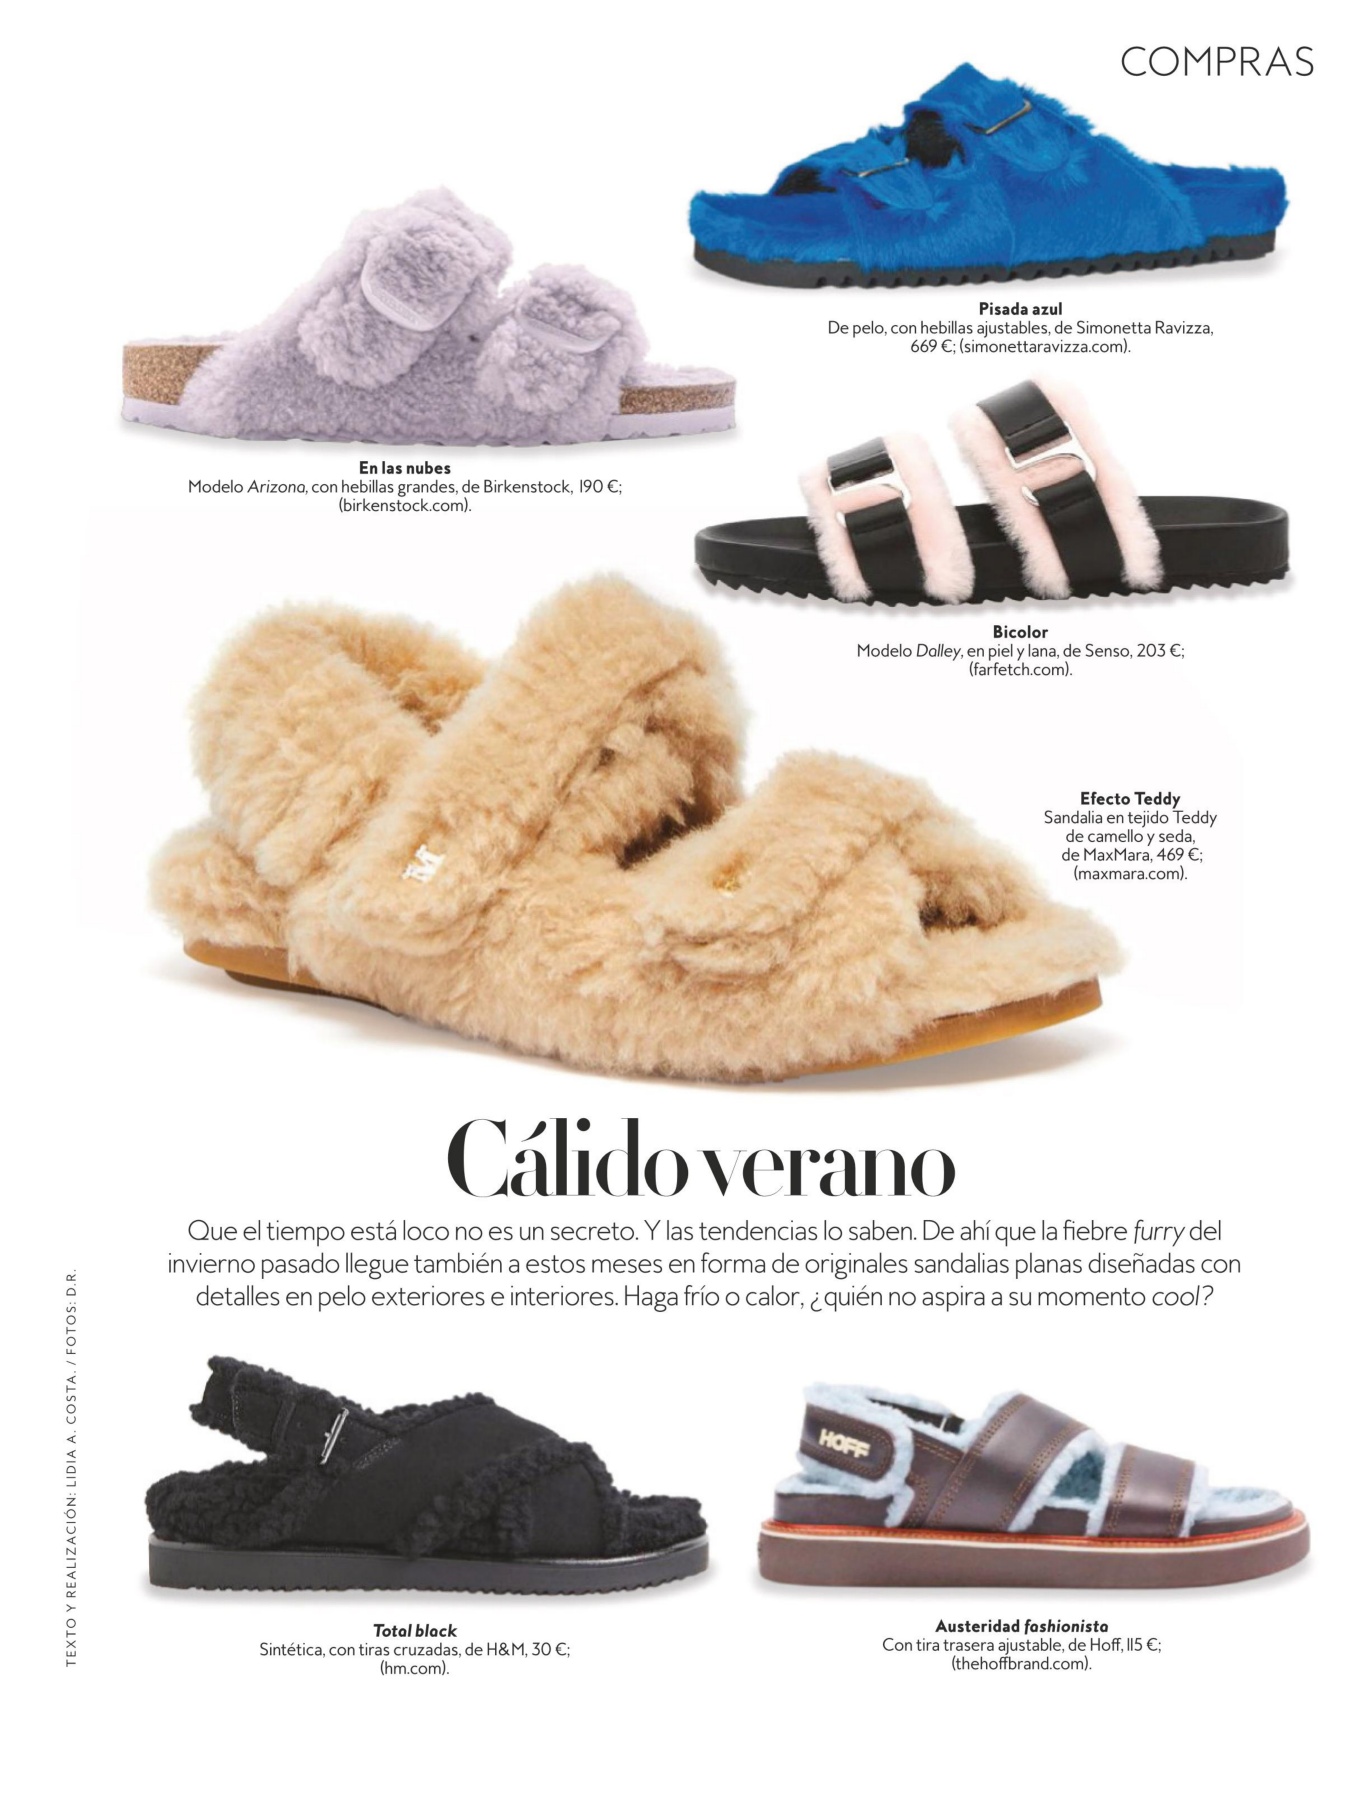 COMPRAS
Pisada azul
De pelo, con hebillas ajustables, de Simonetta Ravizza,
669 €; (simonettaravizza.com).
En las nubes
Modelo Arizona, con hebillas grandes, de Birkenstock, 190 €;
(birkenstock.com).
Bicolor
Modelo Dalley, en piel y lana, de Senso, 203 €;
(farfetch.com).
Efecto Teddy
Sandalia en tejido Teddy
de camello y seda,
de MaxMara, 469 €;
(maxmara.com).
M
Cálido verano
Que el tiempo está loco no es un secreto. Y las tendencias lo saben. De ahí que la fiebre furry del
invierno pasado llegue también a estos meses en forma de originales sandalias planas diseñadas con
detalles en pelo exteriores e interiores. Haga frío o calor, ¿quién no aspira a su momento cool?
TEXTO Y REALIZACIÓN: LIDIA A. COSTA. / FOTOS: D.R.
HOFF
Total black
Sintética, con tiras cruzadas, de H&M, 30 €;
(hm.com).
Austeridad fashionista
Con tira trasera ajustable, de Hoff, 115 €;
(thehoffbrand.com).